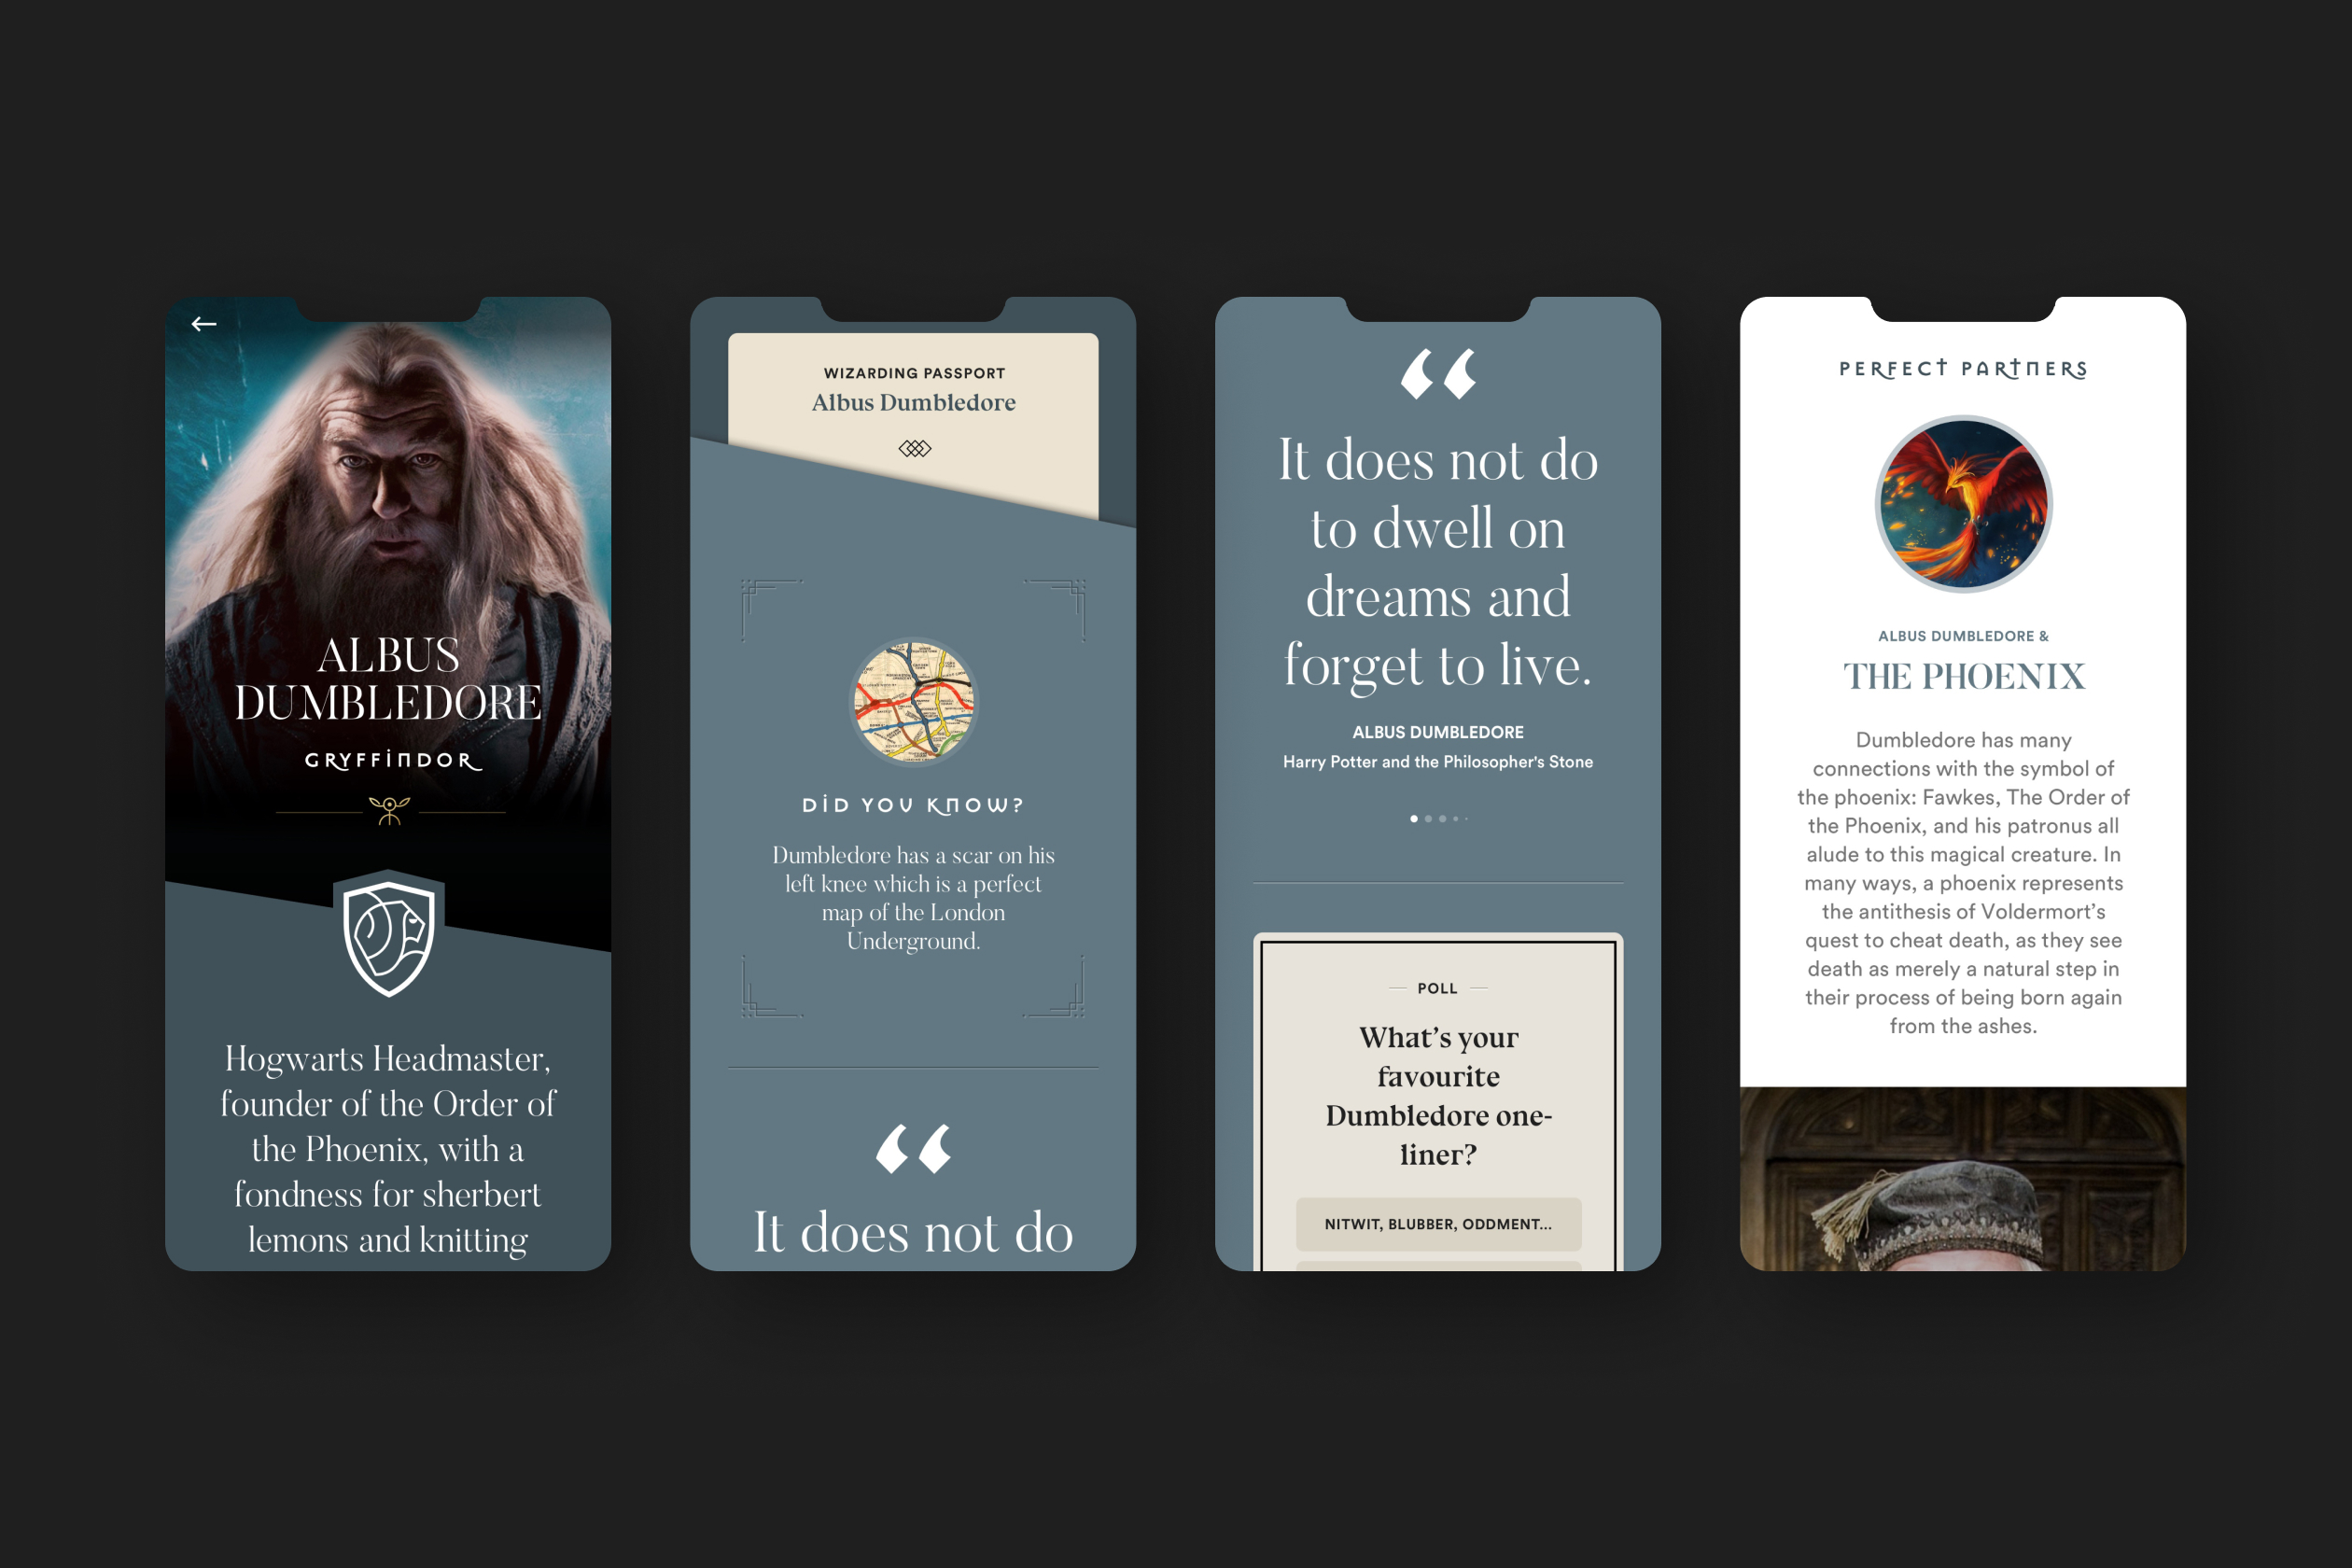 ALBUS
DUMBLEDORE
GRYFFINDOR
Hogwarts Headmaster,
founder of the Order of
the Phoenix, with a
fondness for sherbert
lemons and knitting
WIZARDING PASSPORT
Albus Dumbledore
DID YOU KNOW?
Dumbledore has a scar on his
left knee which is a perfect
map of the London
Underground.
“
It does not do
“
It does not do
to dwell on
dreams and
forget to live.
ALBUS DUMBLEDORE
Harry Potter and the Philosopher's Stone
POLL
What’s your
favourite
Dumbledore one-
liner?
NITWIT, BLUBBER, ODDMENT...
PERFECT PARTNERS
ALBUS DUMBLEDORE &
THE PHOENIX
Dumbledore has many
connections with the symbol of
the phoenix: Fawkes, The Order of
the Phoenix, and his patronus all
alude to this magical creature. In
many ways, a phoenix represents
the antithesis of Voldermort’s
quest to cheat death, as they see
death as merely a natural step in
their process of being born again
from the ashes.